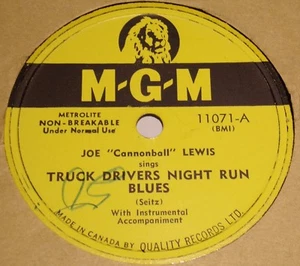 M-G-M
METROLITE
NON-BREAKABLE
Under Normal Use
11071-A
(BMI)
JOE "Cannonball" LEWIS
sings
TRUCK DRIVERS NIGHT RUN
BLUES
(Seitz)
With Instrumental
Accompaniment
MADE IN CANADA BY QUALITY RECORDS LTD.